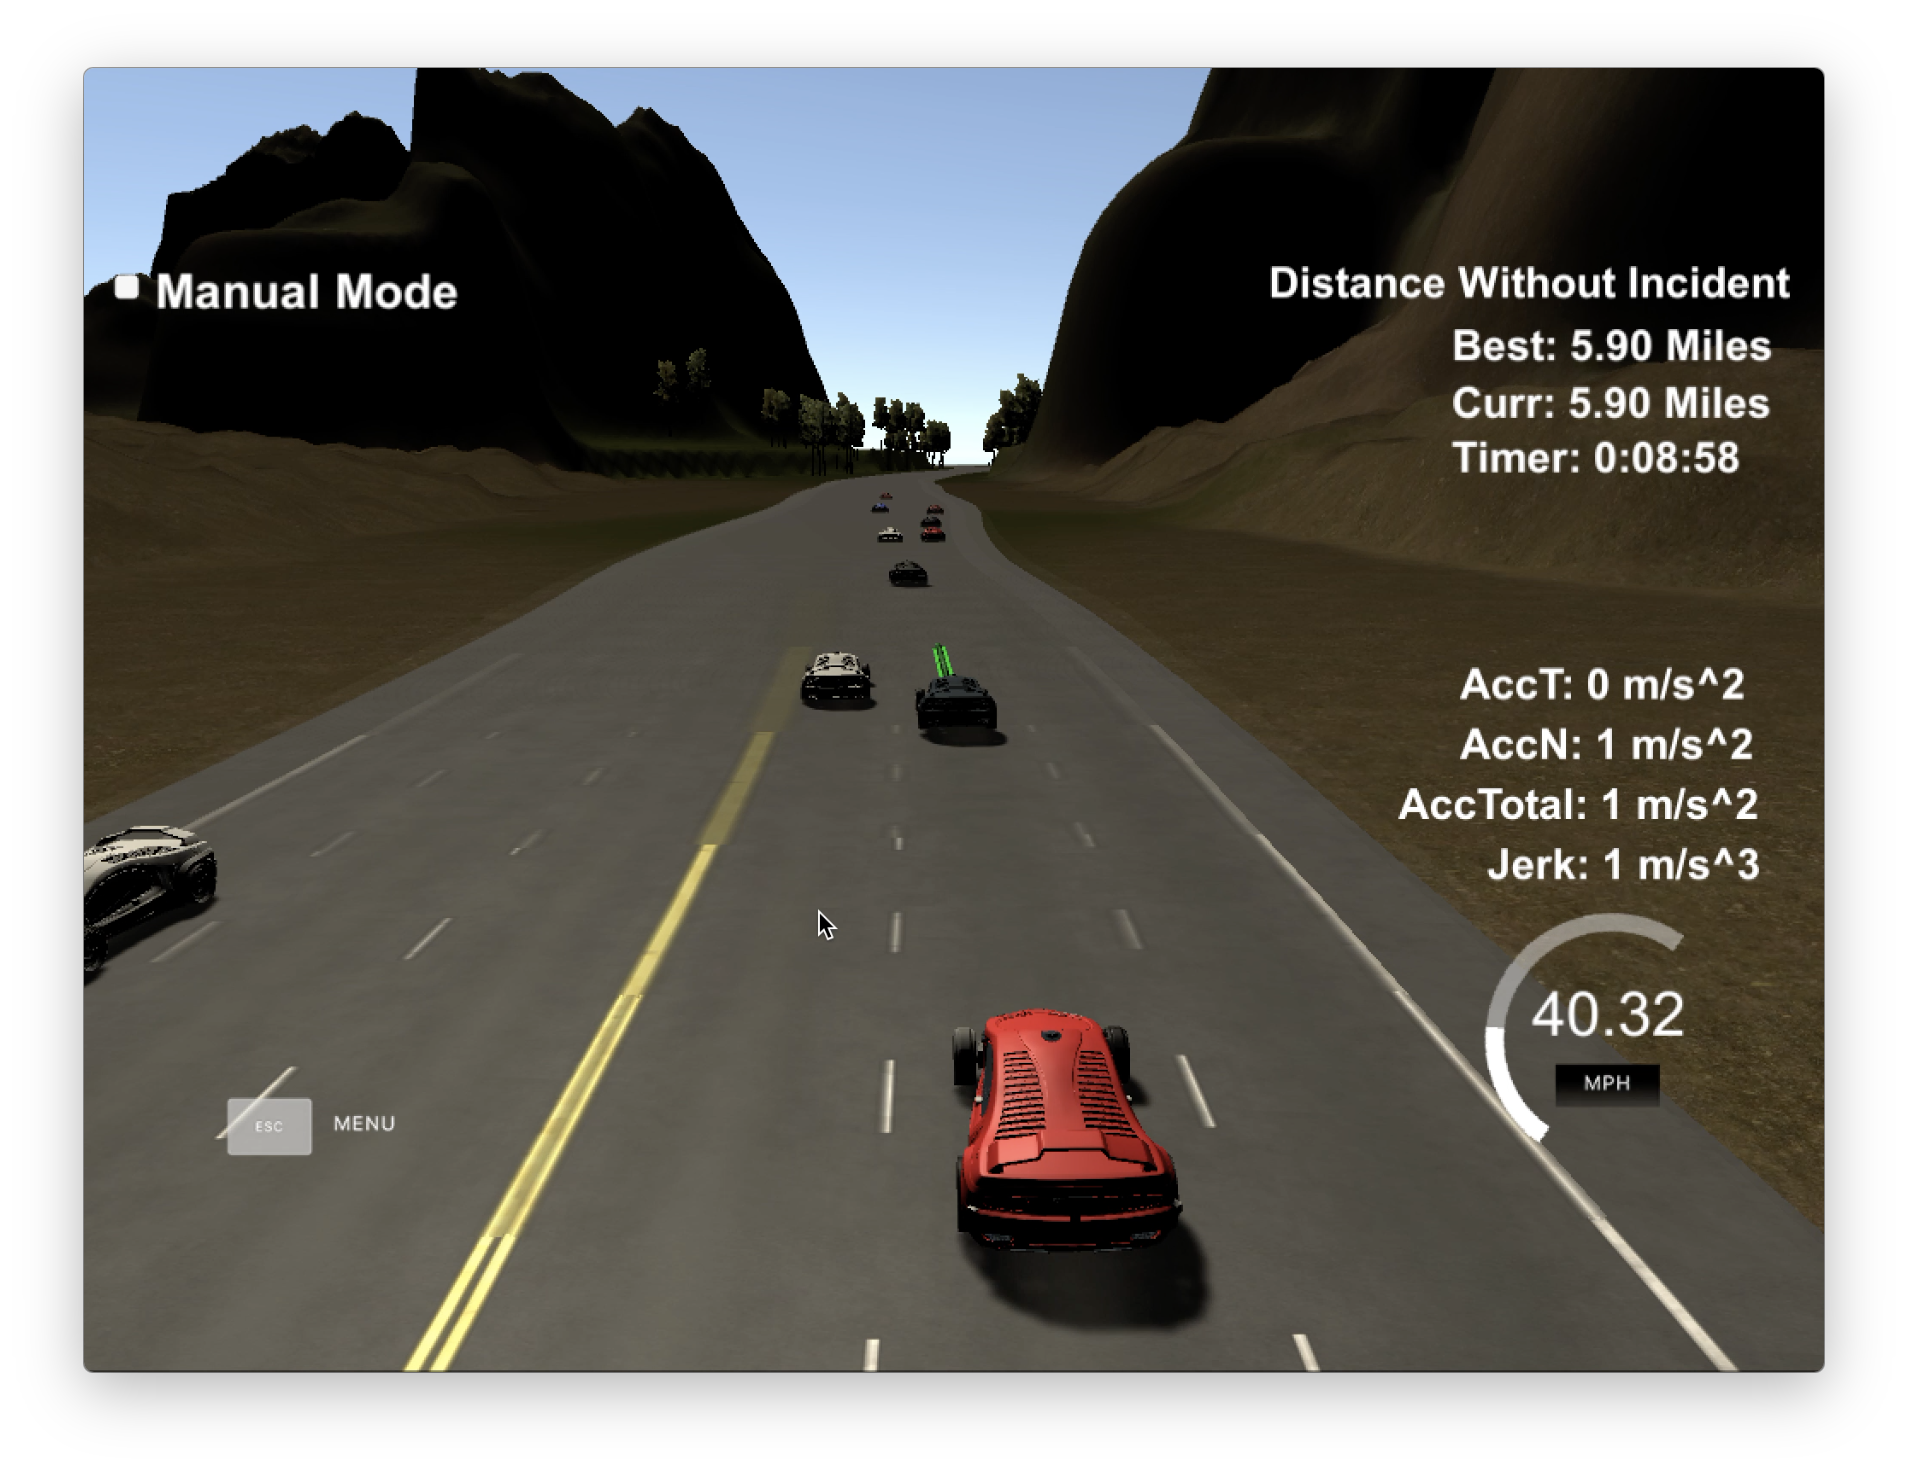 Manual Mode
Distance Without Incident
Best: 5.90 Miles
Curr: 5.90 Miles
Timer: 0:08:58
AccT: 0 m/s^2
AccN: 1 m/s^2
AccTotal: 1 m/s^2
Jerk: 1 m/s^3
40.32
MPH
ESC MENU